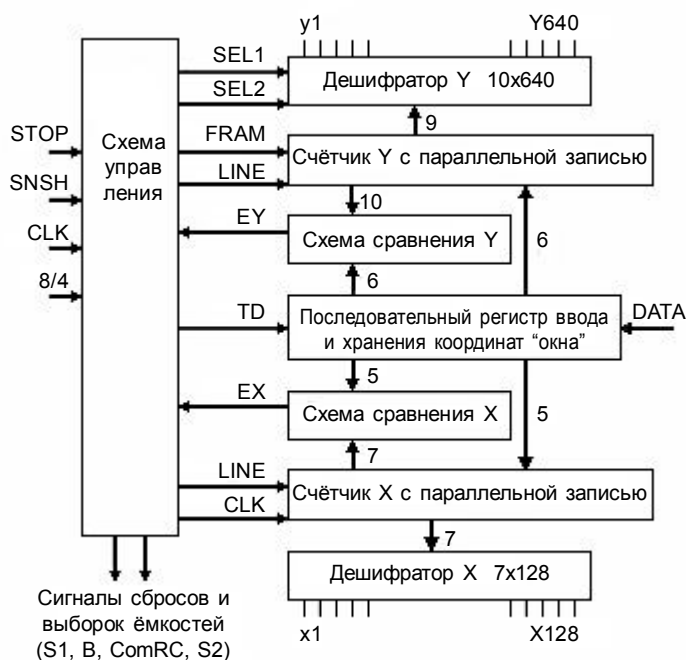 y1 Y640
SEL1
Дешифратор Y 10x640
SEL2
9
STOP
Схема
управ
ления
FRAM
Счётчик Y с параллельной записью
LINE
SNSH
10
EY
Схема сравнения Y
CLK
6
6
8/4
TD
Последовательный регистр ввода
и хранения координат “окна”
DATA
5
EX
Схема сравнения X
5
7
LINE
Счётчик X с параллельной записью
CLK
7
Дешифратор X 7x128
Сигналы сбросов и
выборок ёмкостей
(S1, B, ComRC, S2)
x1 X128